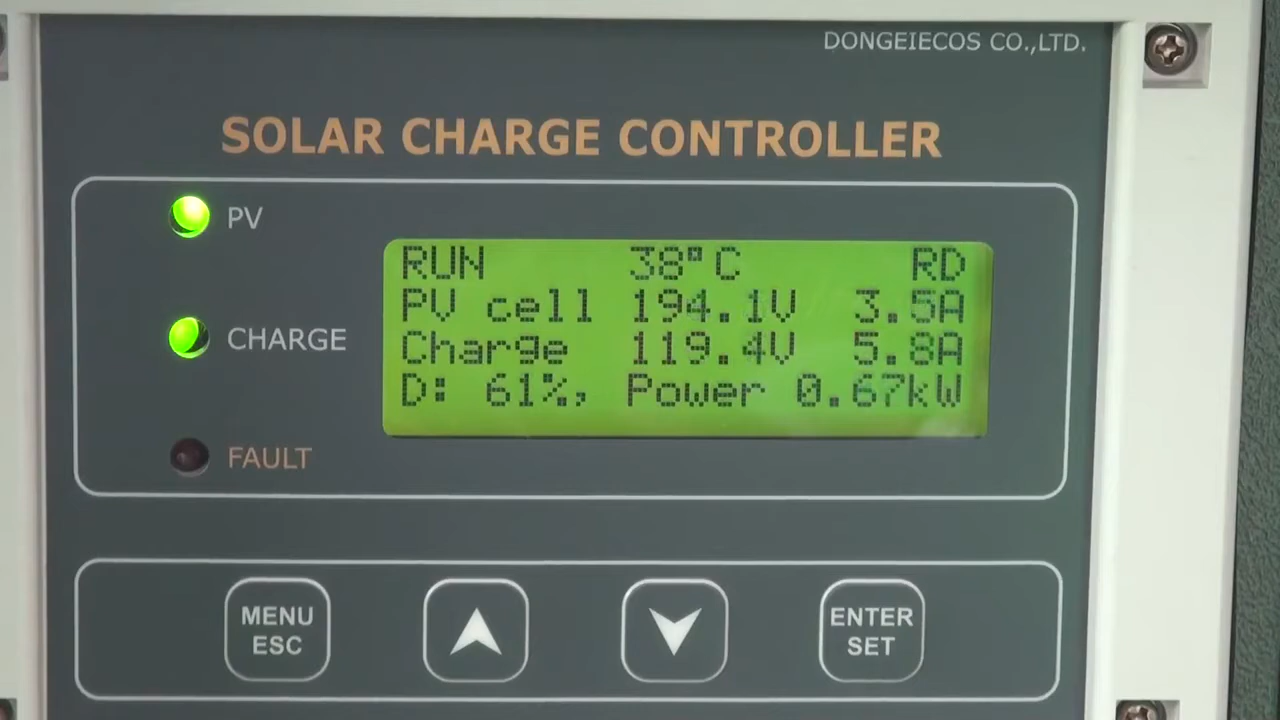 DONGEIECOS CO.,LTD.
SOLAR CHARGE CONTROLLER
PV
CHARGE
FAULT
RUN 38°C RD
PV cell 194.1V 3.5A
Charge 119.4V 5.8A
D: 61%, Power 0.67kW
MENU
ESC
ENTER
SET